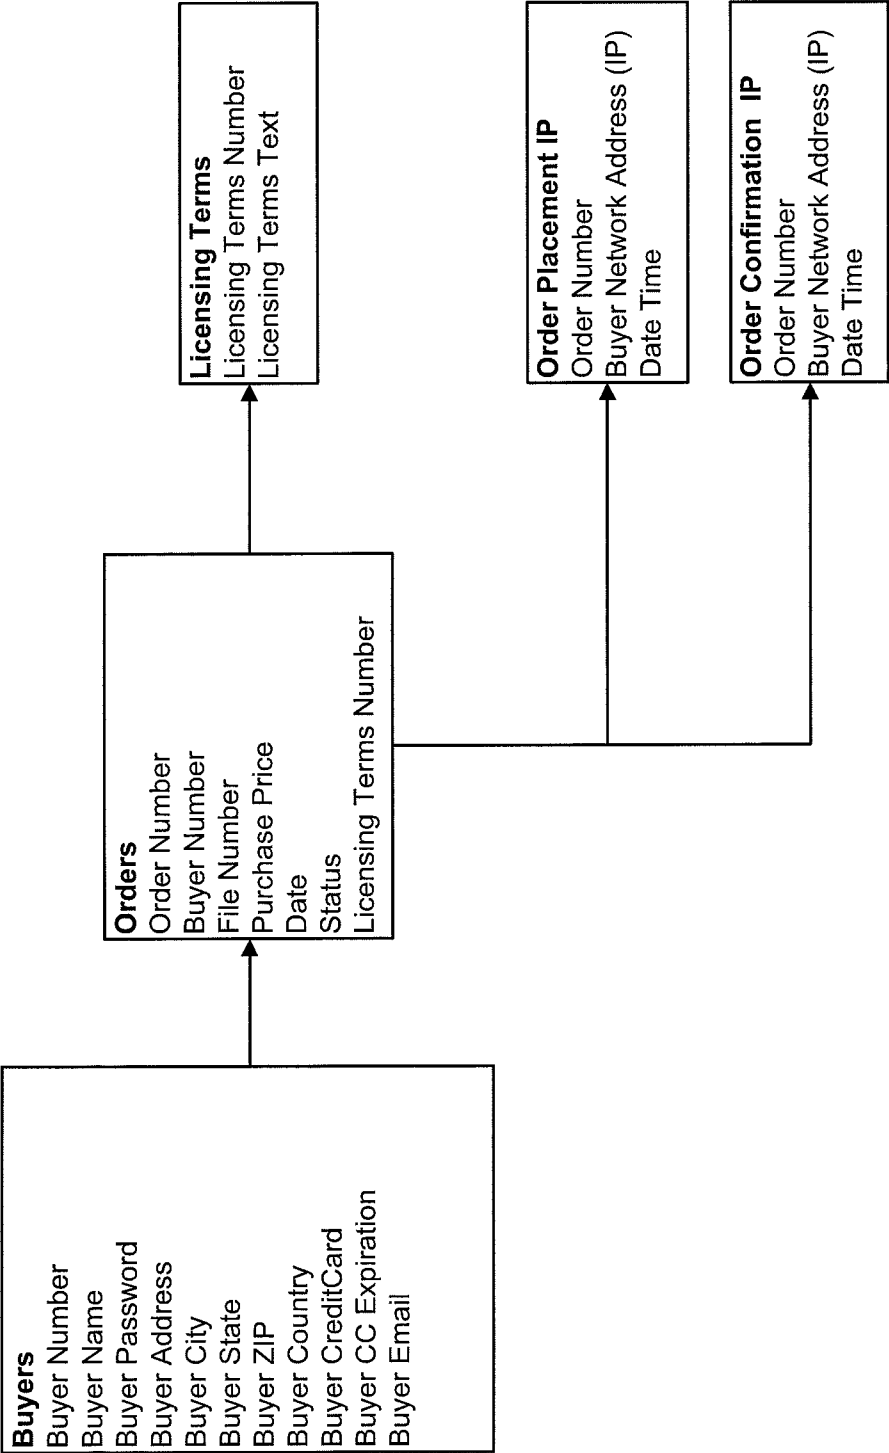 Buyers
Buyer Number
Buyer Name
Buyer Password
Buyer Address
Buyer City
Buyer State
Buyer ZIP
Buyer Country
Buyer CreditCard
Buyer CC Expiration
Buyer Email
Orders
Order Number
Buyer Number
File Number
Purchase Price
Date
Status
Licensing Terms Number
Licensing Terms
Licensing Terms Number
Licensing Terms Text
Order Placement IP
Order Number
Buyer Network Address (IP)
Date Time
Order Confirmation IP
Order Number
Buyer Network Address (IP)
Date Time